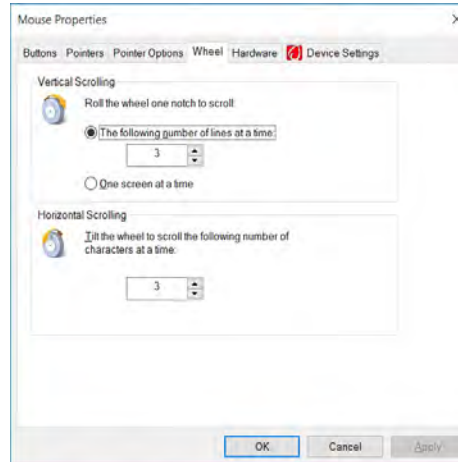 Mouse Properties
Buttons Pointers Pointer Options Wheel Hardware Device Settings
Vertical Scrolling
Roll the wheel one notch to scroll:
The following number of lines at a time:
3
One screen at a time
Horizontal Scrolling
Tilt the wheel to scroll the following number of
characters at a time:
3
OK Cancel Apply